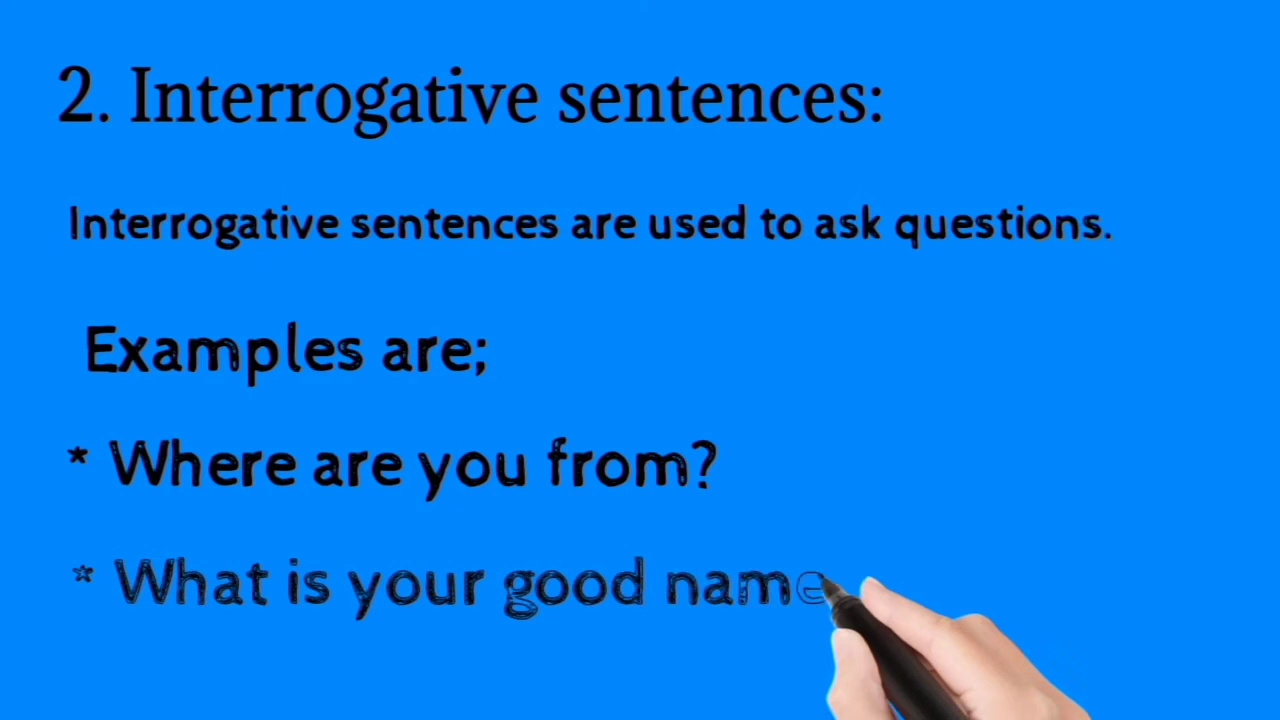 2. Interrogative sentences:
Interrogative sentences are used to ask questions.
Examples are;
* Where are you from?
* What is your good name